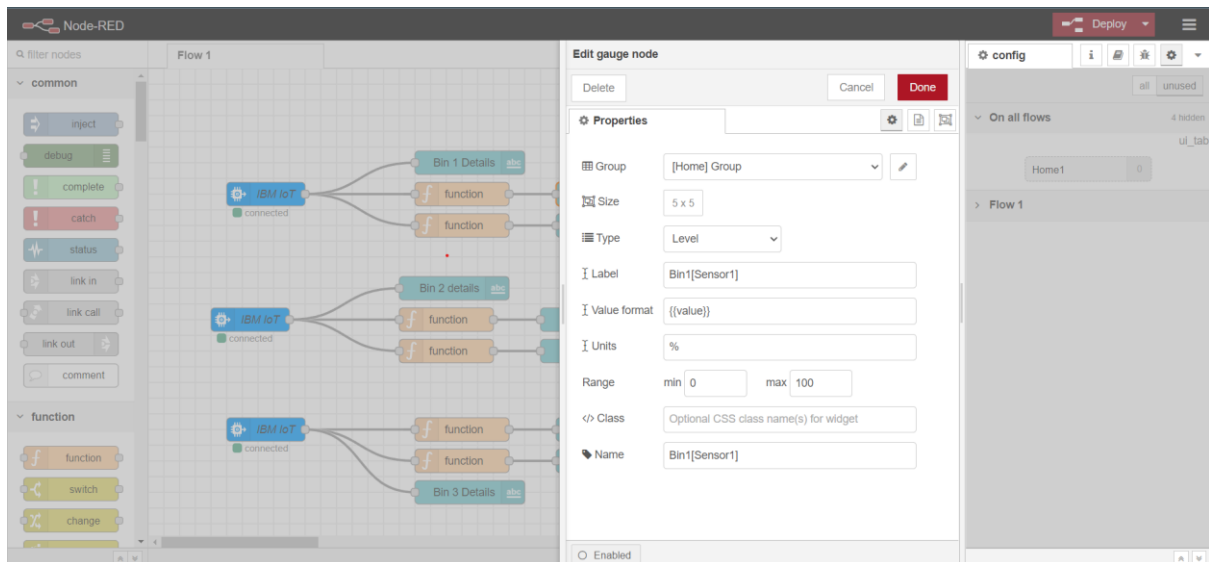 Node-RED
Deploy
filter nodes
common
inject
debug
complete
catch
status
link in
link call
link out
comment
function
function
switch
change
Flow 1
Bin 1 Details abc
IBM IoT
connected
function
function
Bin 2 details abc
IBM IoT
connected
function
function
IBM IoT
connected
function
function
Bin 3 Details abc
Edit gauge node
Delete
Cancel
Done
Properties
Group [Home] Group
Size 5 x 5
Type Level
Label Bin1[Sensor1]
Value format {{value}}
Units %
Range min 0 max 100
</> Class Optional CSS class name(s) for widget
Name Bin1[Sensor1]
Enabled
config
i
all unused
On all flows 4 hidden
ui_tab
Home1 0
Flow 1